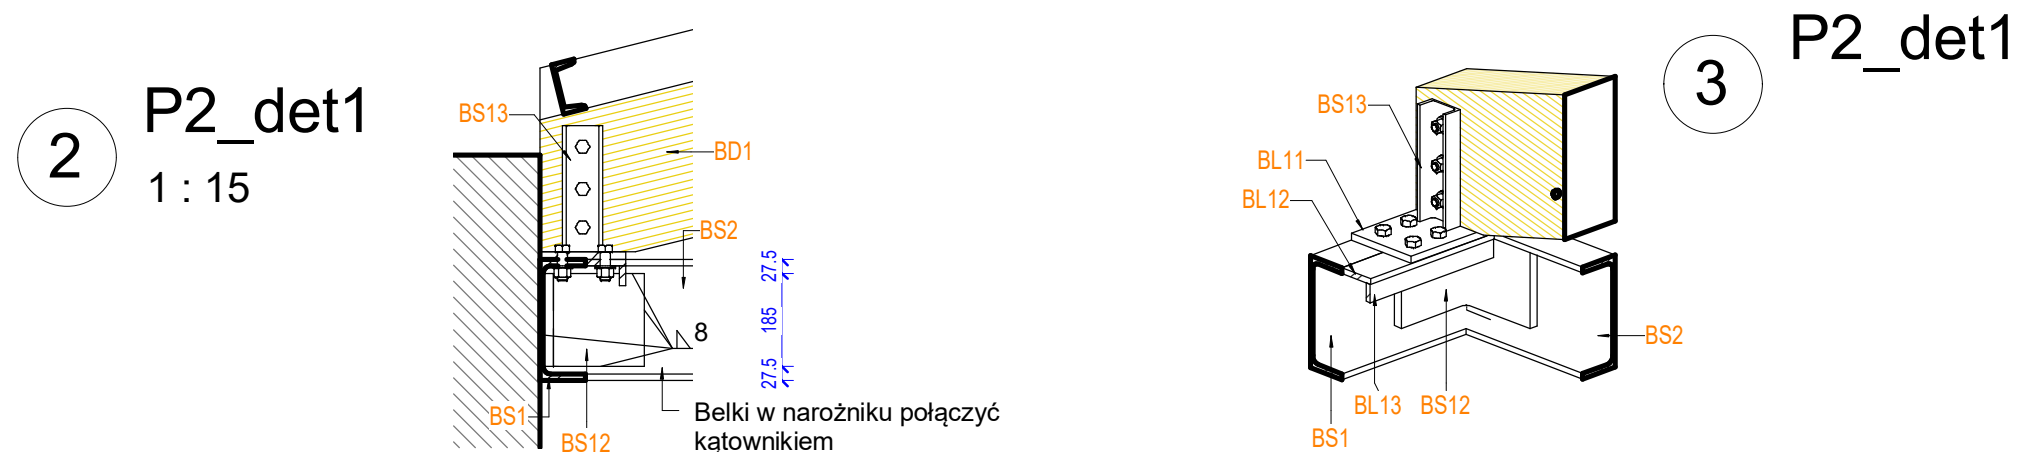 2
P2_det1
1 : 15
BS13
BD1
BS2
27.5
185
27.5
8
BS1
BS12
Belki w narożniku połączyć
kątownikiem
3
P2_det1
BS13
BL11
BL12
BS2
BL13
BS12
BS1